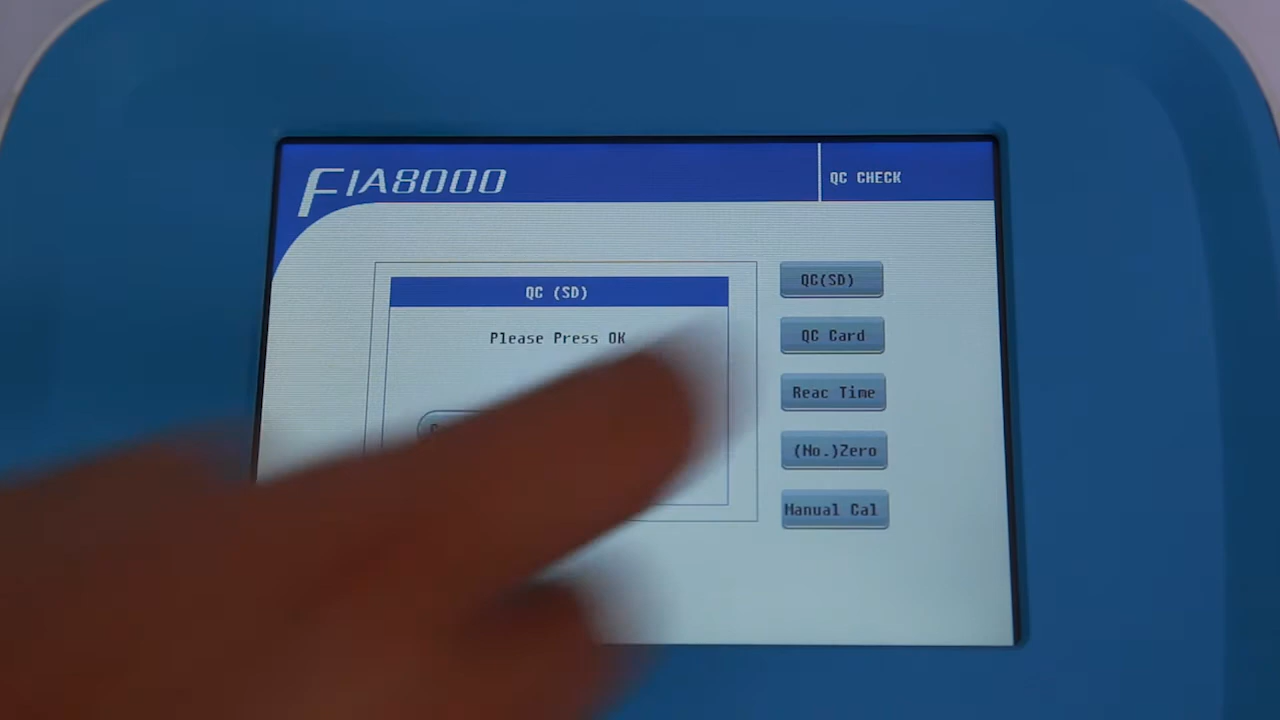 FIA8000
QC CHECK
QC (SD)
Please Press OK
QC(SD)
QC Card
Reac Time
(No.)Zero
Manual Cal